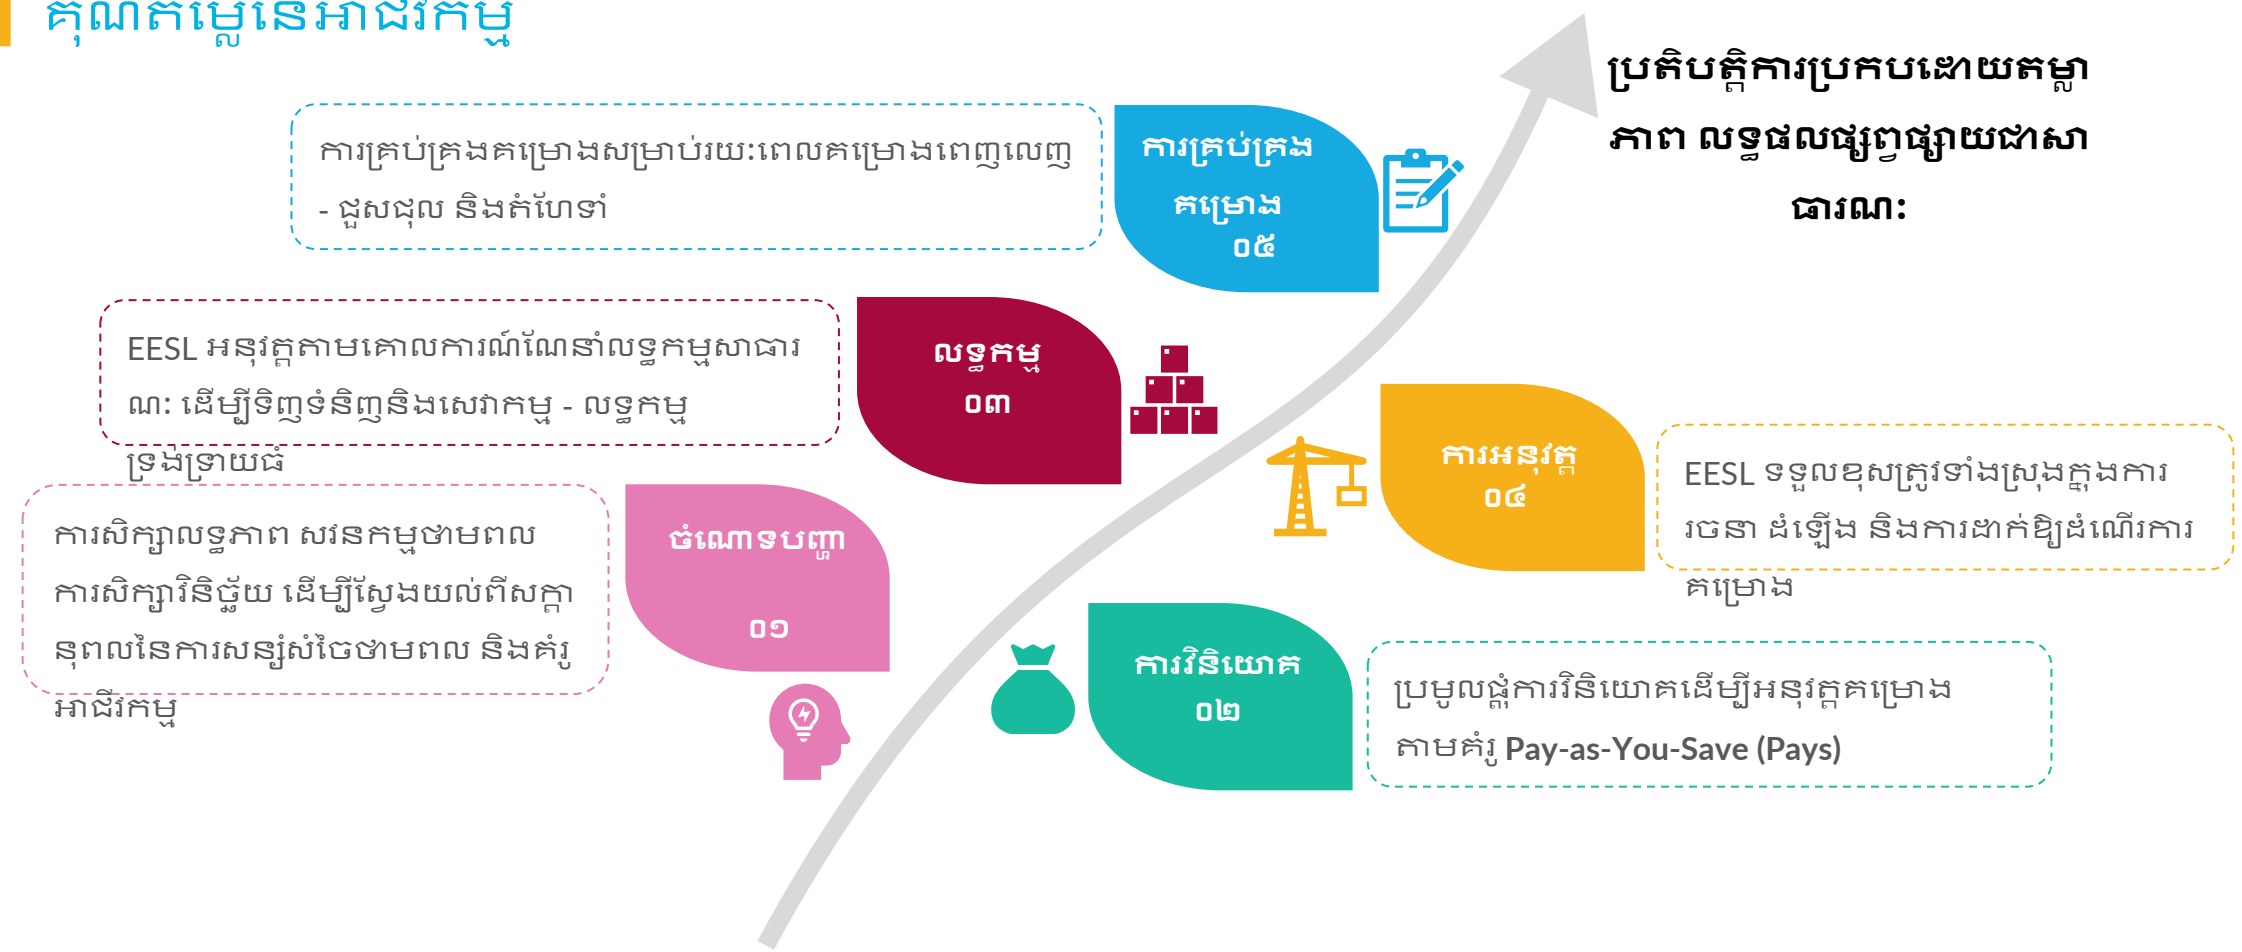 គុណតម្លៃនៃអាជីវកម្ម
ប្រតិបត្តិការប្រកបដោយតម្លា
ភាព លទ្ធផលផ្សព្វផ្សាយជាសា
ធារណៈ
ការគ្រប់គ្រងគម្រោងសម្រាប់រយៈពេលគម្រោងពេញលេញ
- ជួសជុល និងតំហែទាំ
ការគ្រប់គ្រង
គម្រោង
០៥
EESL អនុវត្តតាមគោលការណ៍ណែនាំលទ្ធកម្មសាធារ
ណៈ ដើម្បីទិញទំនិញនិងសេវាកម្ម - លទ្ធកម្ម
ទ្រង់ទ្រាយធំ
លទ្ធកម្ម
០៣
ការអនុវត្ត
០៤
EESL ទទួលខុសត្រូវទាំងស្រុងក្នុងការ
រចនា ដំឡើង និងការដាក់ឱ្យដំណើរការ
គម្រោង
ការសិក្សាលទ្ធភាព សវនកម្មថាមពល
ការសិក្សាវិនិច្ឆ័យ ដើម្បីស្វែងយល់ពីសក្តា
នុពលនៃការសន្សំសំចៃថាមពល និងគំរូ
អាជីវកម្ម
ចំណោទបញ្ហា
០១
ការវិនិយោគ
០២
ប្រមូលផ្តុំការវិនិយោគដើម្បីអនុវត្តគម្រោង
តាមគំរូ Pay-as-You-Save (Pays)